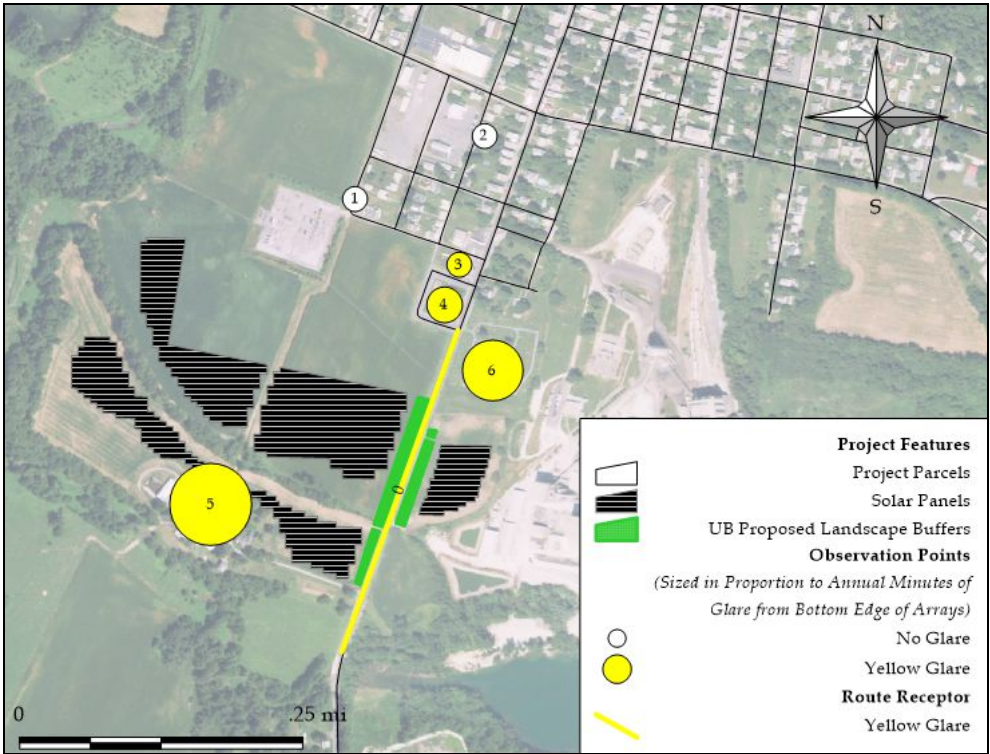 N
S
1
2
3
4
6
5
0
Project Features
Project Parcels
Solar Panels
UB Proposed Landscape Buffers
Observation Points
(Sized in Proportion to Annual Minutes of
Glare from Bottom Edge of Arrays)
No Glare
Yellow Glare
Route Receptor
Yellow Glare
0 .25 mi